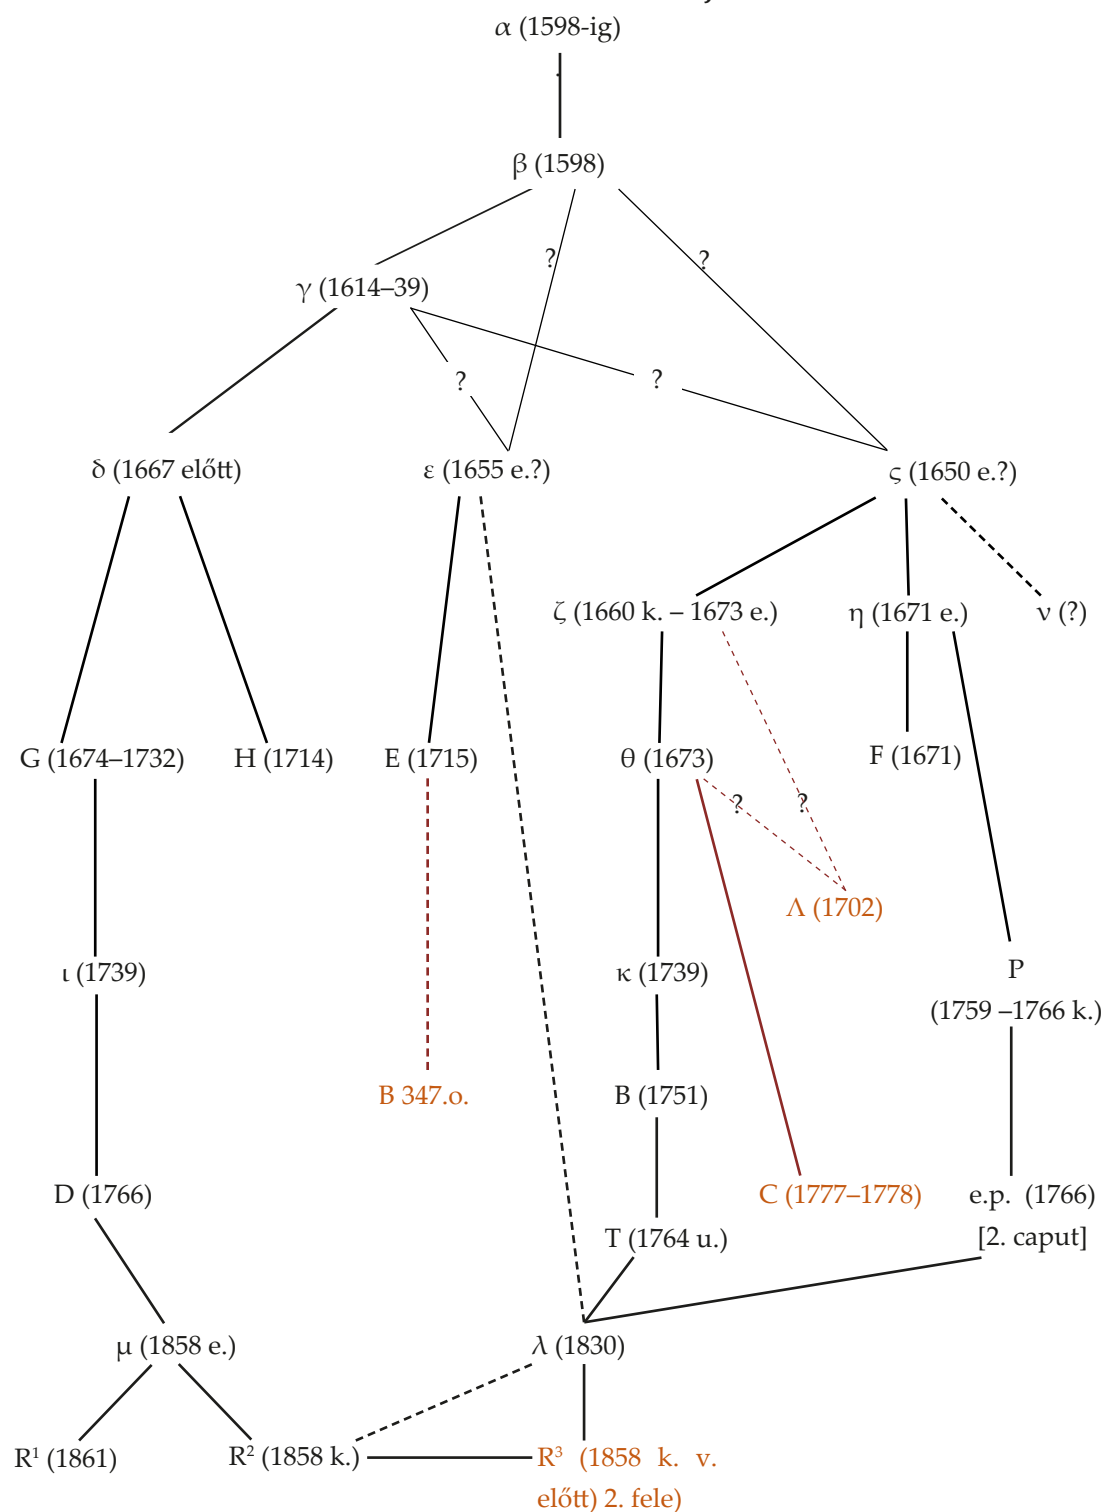 α (1598-ig)
β (1598)
?
?
γ (1614–39)
?
?
δ (1667 előtt)
ε (1655 e.?)
ς (1650 e.?)
ζ (1660 k. – 1673 e.)
η (1671 e.)
ν (?)
G (1674–1732)
H (1714)
E (1715)
θ (1673)
F (1671)
?
?
Λ (1702)
ι (1739)
κ (1739)
P
(1759 –1766 k.)
B 347.o.
B (1751)
D (1766)
C (1777–1778)
e.p. (1766)
[2. caput]
T (1764 u.)
μ (1858 e.)
λ (1830)
R¹ (1861)
R² (1858 k.)
R³ (1858 k. v.
előtt) 2. fele)